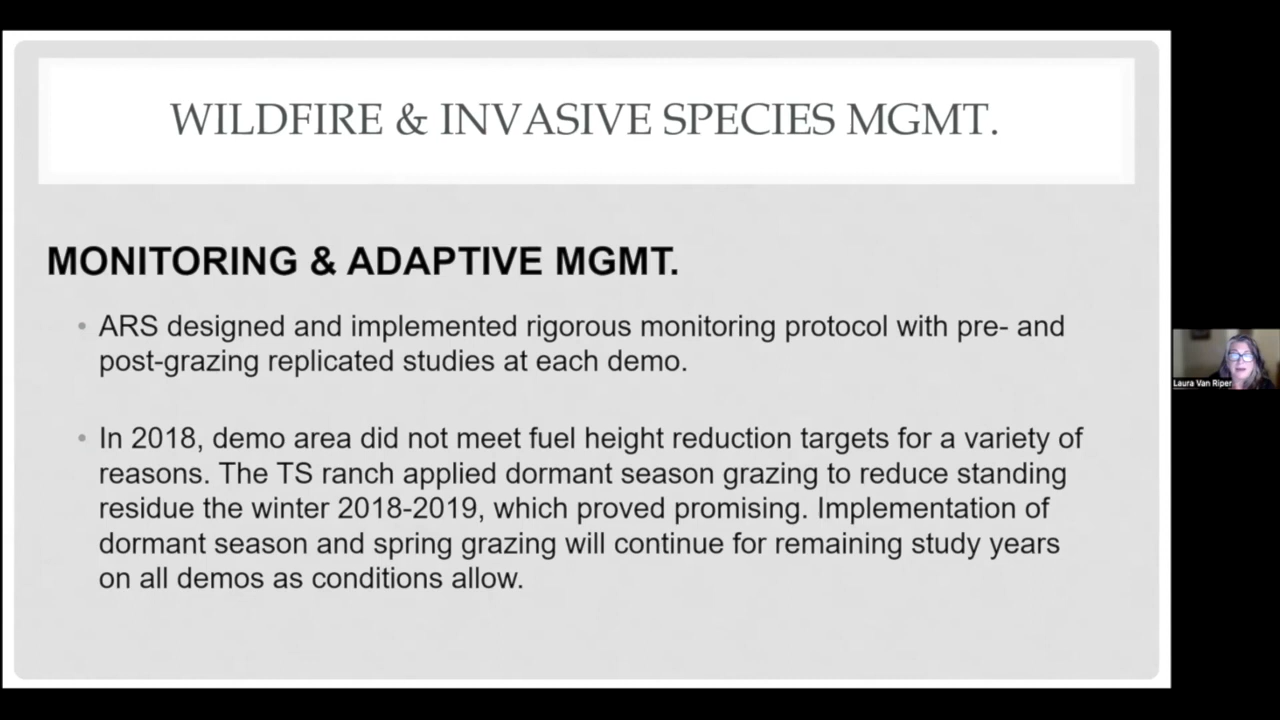 WILDFIRE & INVASIVE SPECIES MGMT.
MONITORING & ADAPTIVE MGMT.
• ARS designed and implemented rigorous monitoring protocol with pre- and
post-grazing replicated studies at each demo.
• In 2018, demo area did not meet fuel height reduction targets for a variety of
reasons. The TS ranch applied dormant season grazing to reduce standing
residue the winter 2018-2019, which proved promising. Implementation of
dormant season and spring grazing will continue for remaining study years
on all demos as conditions allow.
Laura Van Riper